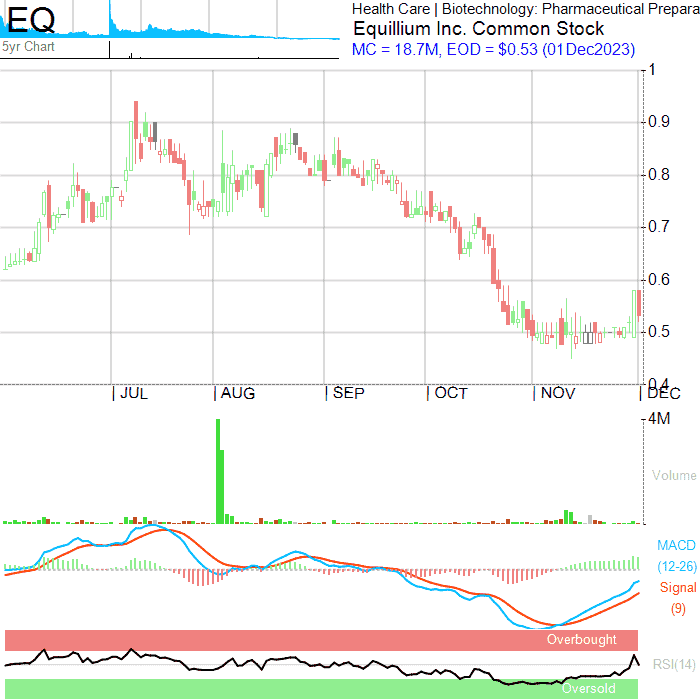 EQ
5yr Chart
Health Care | Biotechnology: Pharmaceutical Prepara
Equillium Inc. Common Stock
MC = 18.7M, EOD = $0.53 (01Dec2023)
1
0.9
0.8
0.7
0.6
0.5
0.4
| JUL | AUG | SEP | OCT | NOV | DEC
4M
Volume
MACD
(12-26)
Signal
(9)
Overbought
RSI(14)
Oversold